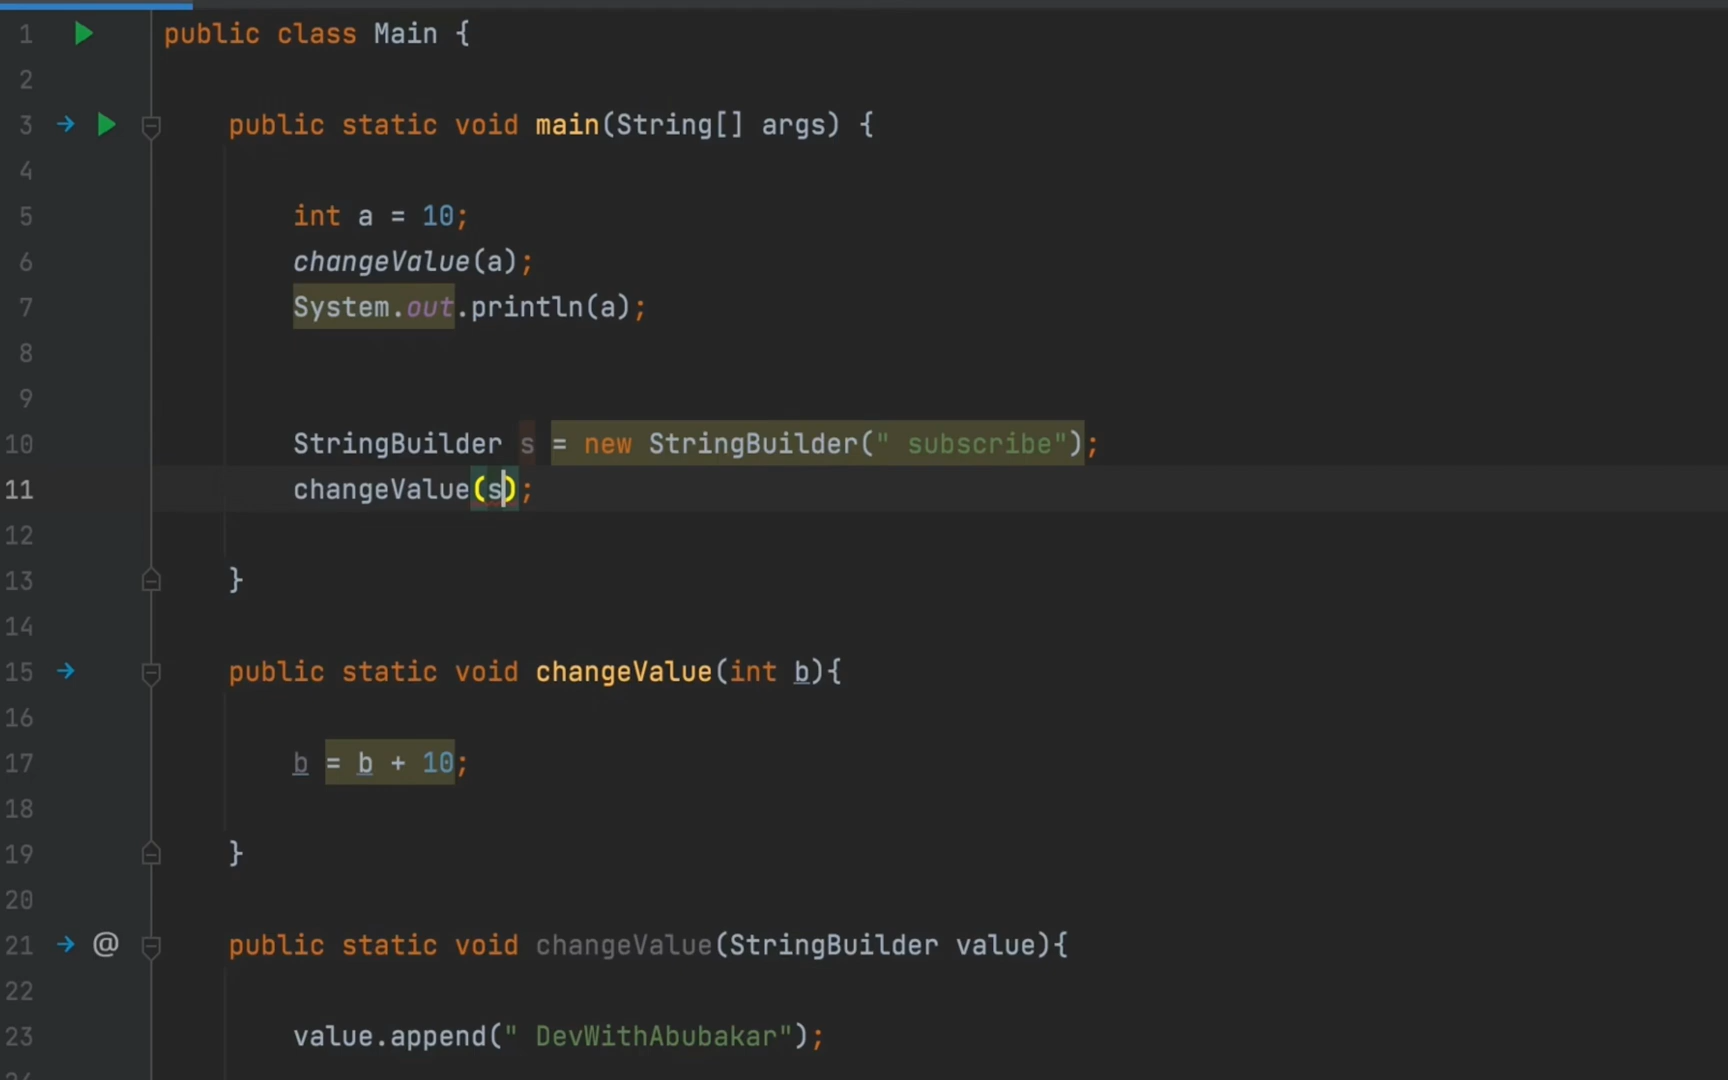 1 public class Main {
2
3 public static void main(String[] args) {
4
5 int a = 10;
6 changeValue(a);
7 System.out.println(a);
8
9
10 StringBuilder s = new StringBuilder(" subscribe");
11 changeValue(s);
12
13 }
14
15 public static void changeValue(int b){
16
17 b = b + 10;
18
19 }
20
21 @ public static void changeValue(StringBuilder value){
22
23 value.append(" DevWithAbubakar");